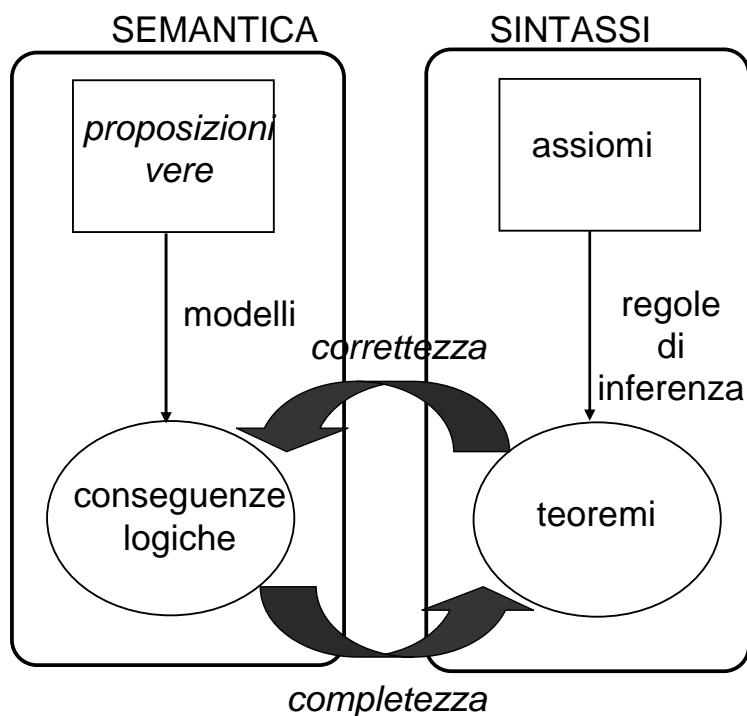 SEMANTICA
SINTASSI
proposizioni
vere
assiomi
modelli
regole
di
inferenza
correttezza
conseguenze
logiche
teoremi
completezza